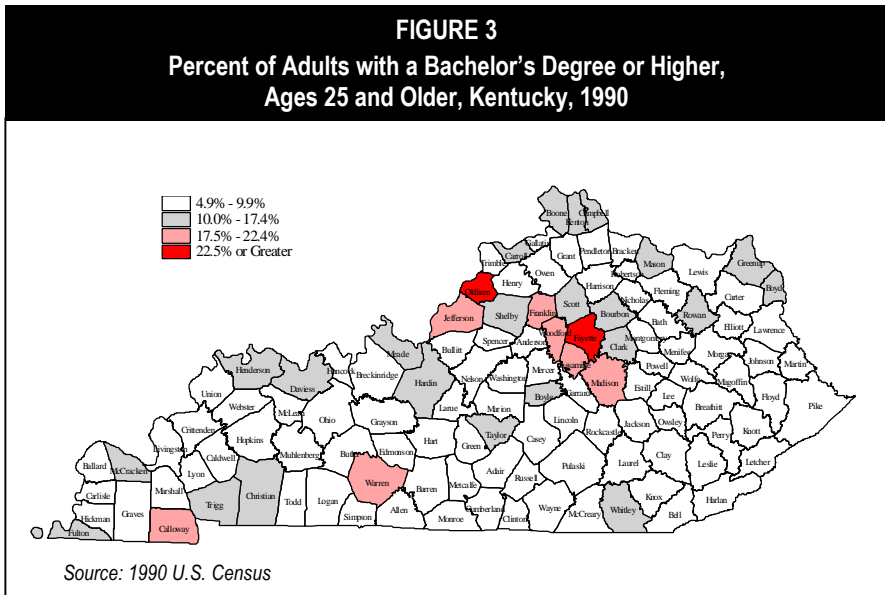 FIGURE 3
Percent of Adults with a Bachelor's Degree or Higher,
Ages 25 and Older, Kentucky, 1990
4.9% - 9.9%
10.0% - 17.4%
17.5% - 22.4%
22.5% or Greater
Boone
Kenton
Campbell
Gallatin
Carroll
Trimble
Grant
Pendleton
Bracken
Mason
Lewis
Greenup
Boyd
Oldham
Henry
Owen
Harrison
Robertson
Fleming
Carter
Jefferson
Shelby
Franklin
Scott
Nicholas
Bourbon
Rowan
Bath
Elliott
Lawrence
Woodford
Fayette
Clark
Montgomery
Menifee
Morgan
Johnson
Martin
Bullitt
Spencer
Anderson
Jessamine
Madison
Powell
Wolfe
Magoffin
Floyd
Pike
Meade
Hardin
Nelson
Washington
Mercer
Garrard
Estill
Lee
Breathitt
Knott
Henderson
Daviess
Hancock
Breckinridge
Larue
Marion
Boyle
Lincoln
Rockcastle
Jackson
Owsley
Perry
Letcher
Union
Webster
McLean
Ohio
Grayson
Hart
Green
Taylor
Casey
Pulaski
Laurel
Clay
Leslie
Harlan
Crittenden
Livingston
Hopkins
Muhlenberg
Butler
Edmonson
Adair
Russell
Knox
Bell
Ballard
McCracken
Lyon
Caldwell
Christian
Todd
Logan
Warren
Barren
Metcalfe
Cumberland
Clinton
Wayne
McCreary
Whitley
Carlisle
Hickman
Fulton
Graves
Marshall
Calloway
Trigg
Simpson
Allen
Monroe
Source: 1990 U.S. Census